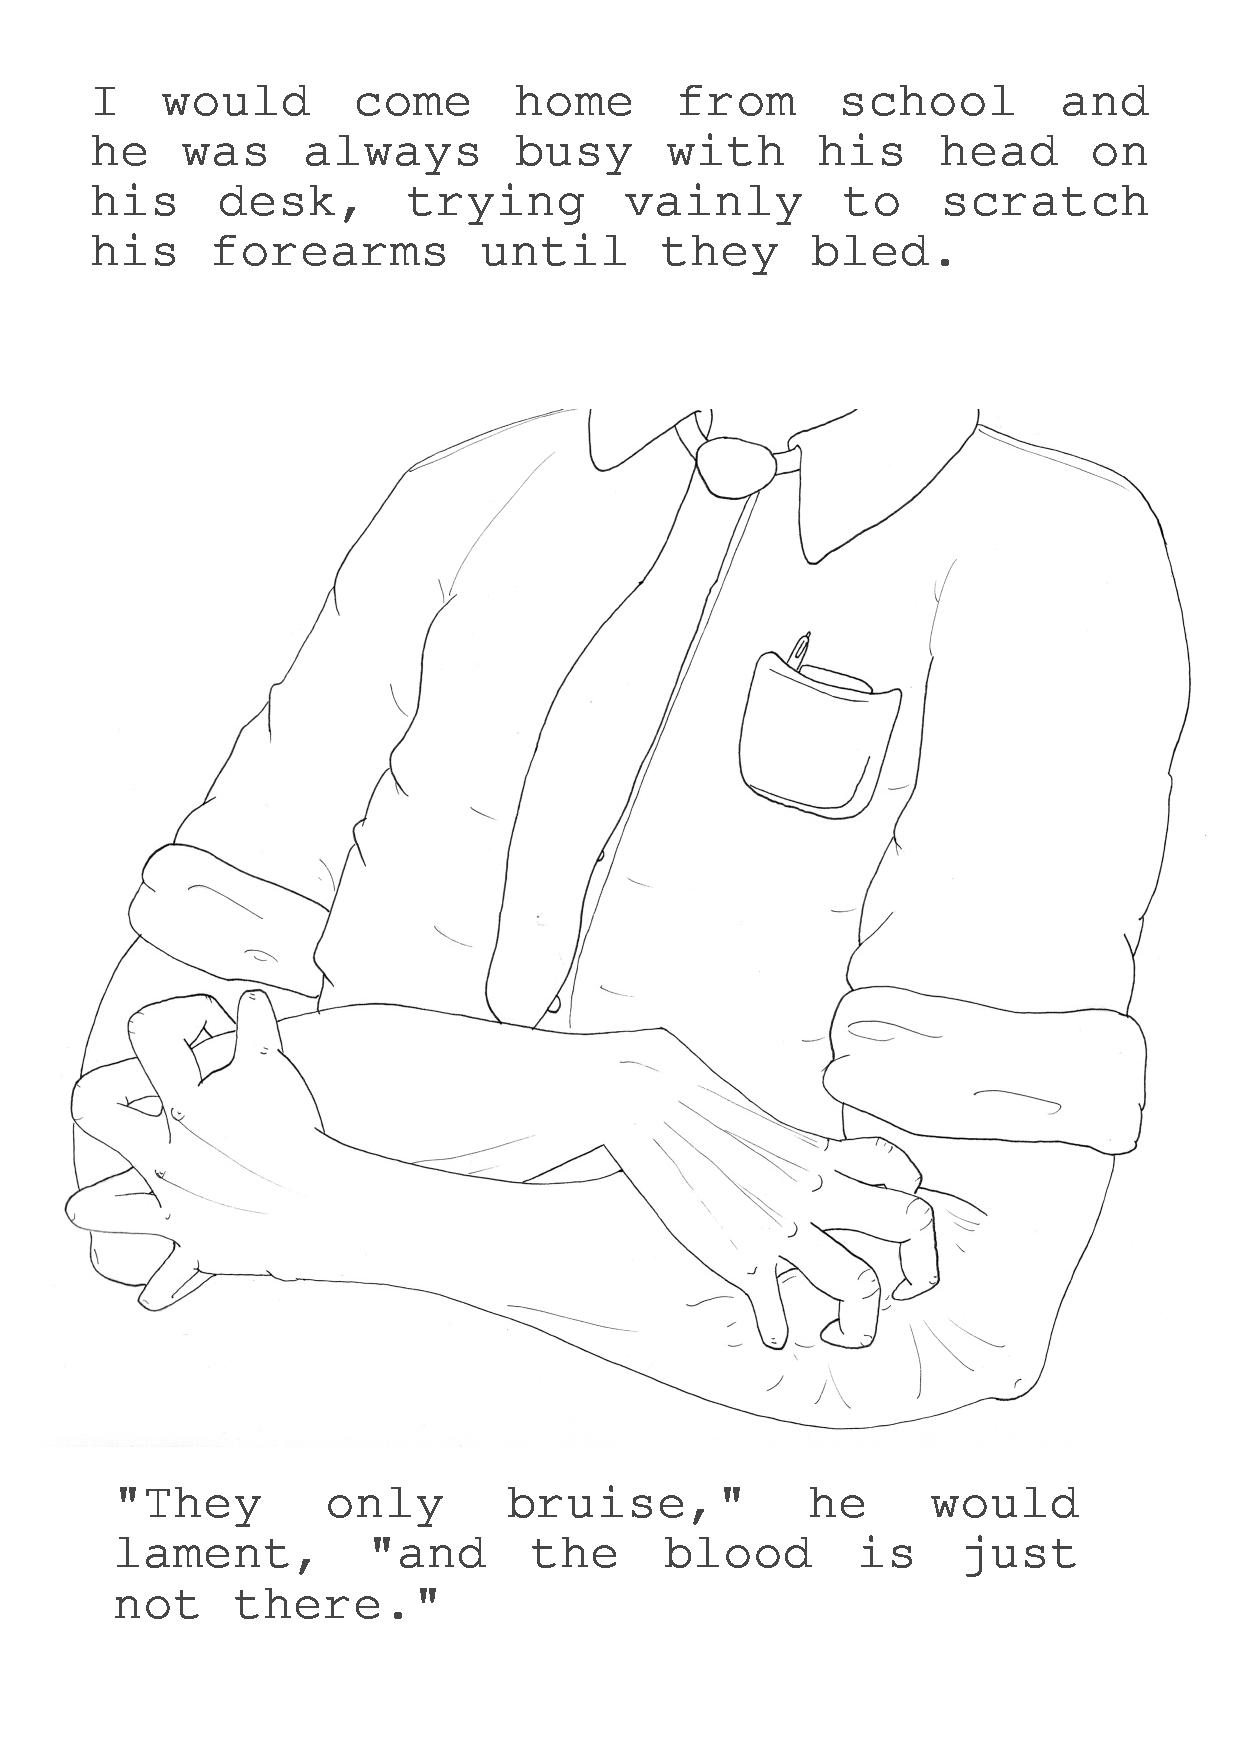 I would come home from school and
he was always busy with his head on
his desk, trying vainly to scratch
his forearms until they bled.
"They only bruise," he would
lament, "and the blood is just
not there."